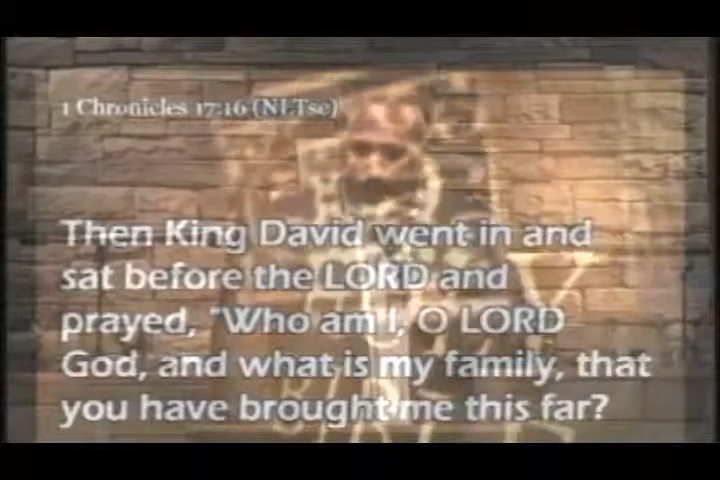 1 Chronicles 17:16 (NLTse)
Then King David went in and
sat before the LORD and
prayed, "Who am I, O LORD
God, and what is my family, that
you have brought me this far?